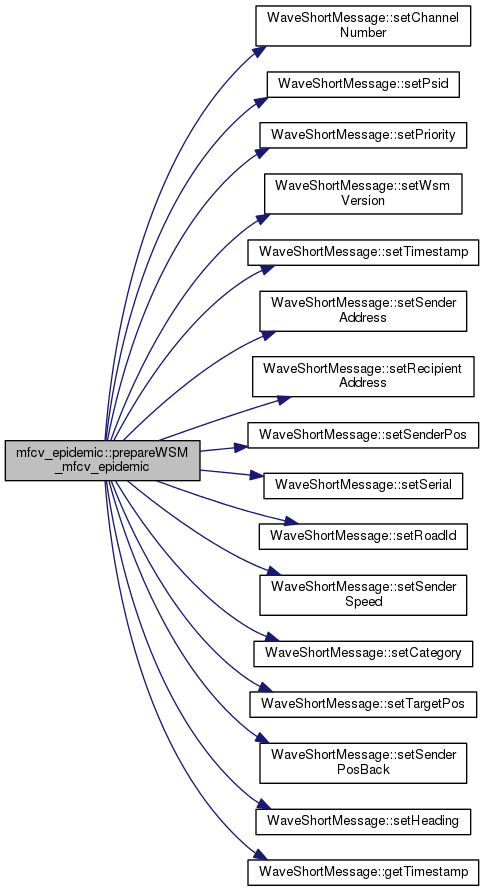 WaveShortMessage::setChannel
Number
WaveShortMessage::setPsid
WaveShortMessage::setPriority
WaveShortMessage::setWsm
Version
WaveShortMessage::setTimestamp
WaveShortMessage::setSender
Address
WaveShortMessage::setRecipient
Address
mfcv_epidemic::prepareWSM
_mfcv_epidemic
WaveShortMessage::setSenderPos
WaveShortMessage::setSerial
WaveShortMessage::setRoadId
WaveShortMessage::setSender
Speed
WaveShortMessage::setCategory
WaveShortMessage::setTargetPos
WaveShortMessage::setSender
PosBack
WaveShortMessage::setHeading
WaveShortMessage::getTimestamp